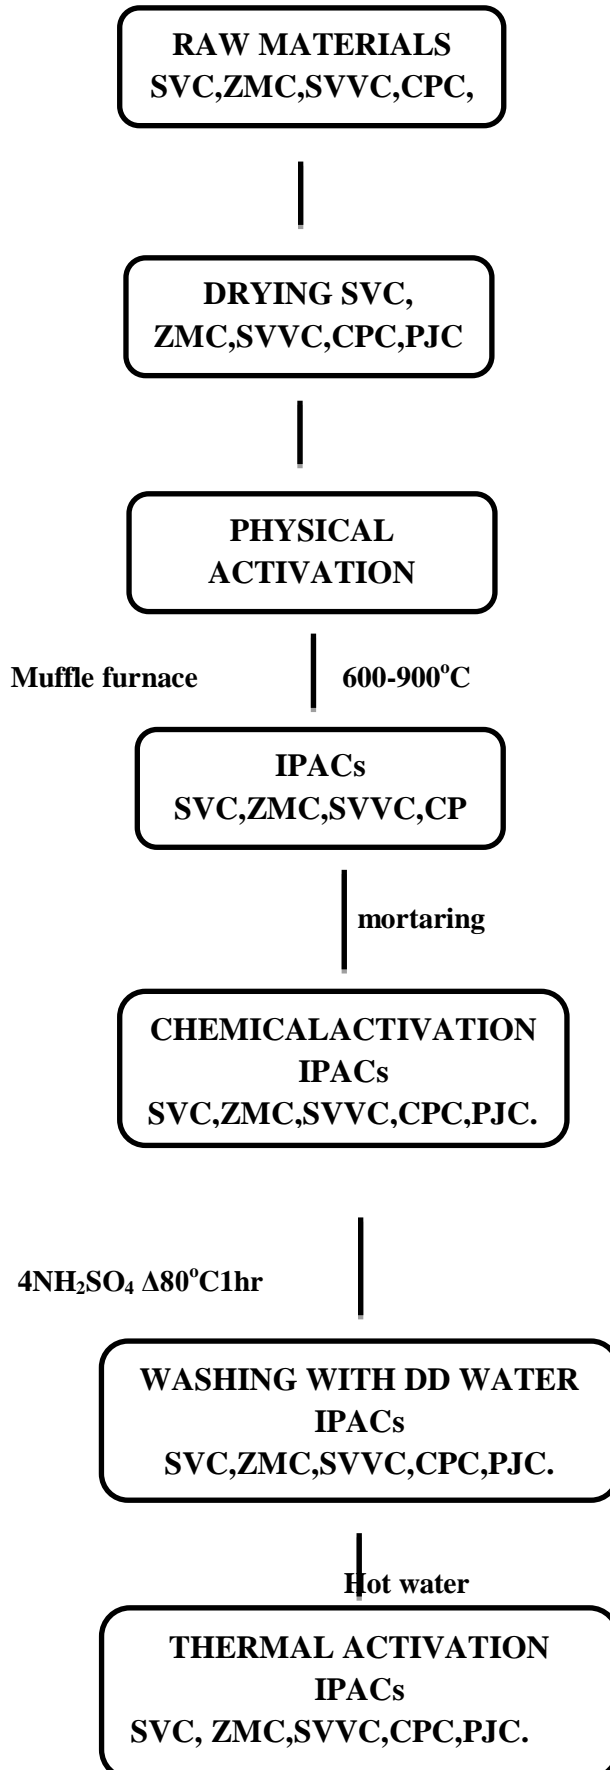 RAW MATERIALS
SVC,ZMC,SVVC,CPC,
DRYING SVC,
ZMC,SVVC,CPC,PJC
PHYSICAL
ACTIVATION
Muffle furnace 600-900°C
IPACs
SVC,ZMC,SVVC,CP
mortaring
CHEMICALACTIVATION
IPACs
SVC,ZMC,SVVC,CPC,PJC.
4NH₂SO₄ Δ80°C1hr
WASHING WITH DD WATER
IPACs
SVC,ZMC,SVVC,CPC,PJC.
Hot water
THERMAL ACTIVATION
IPACs
SVC, ZMC,SVVC,CPC,PJC.